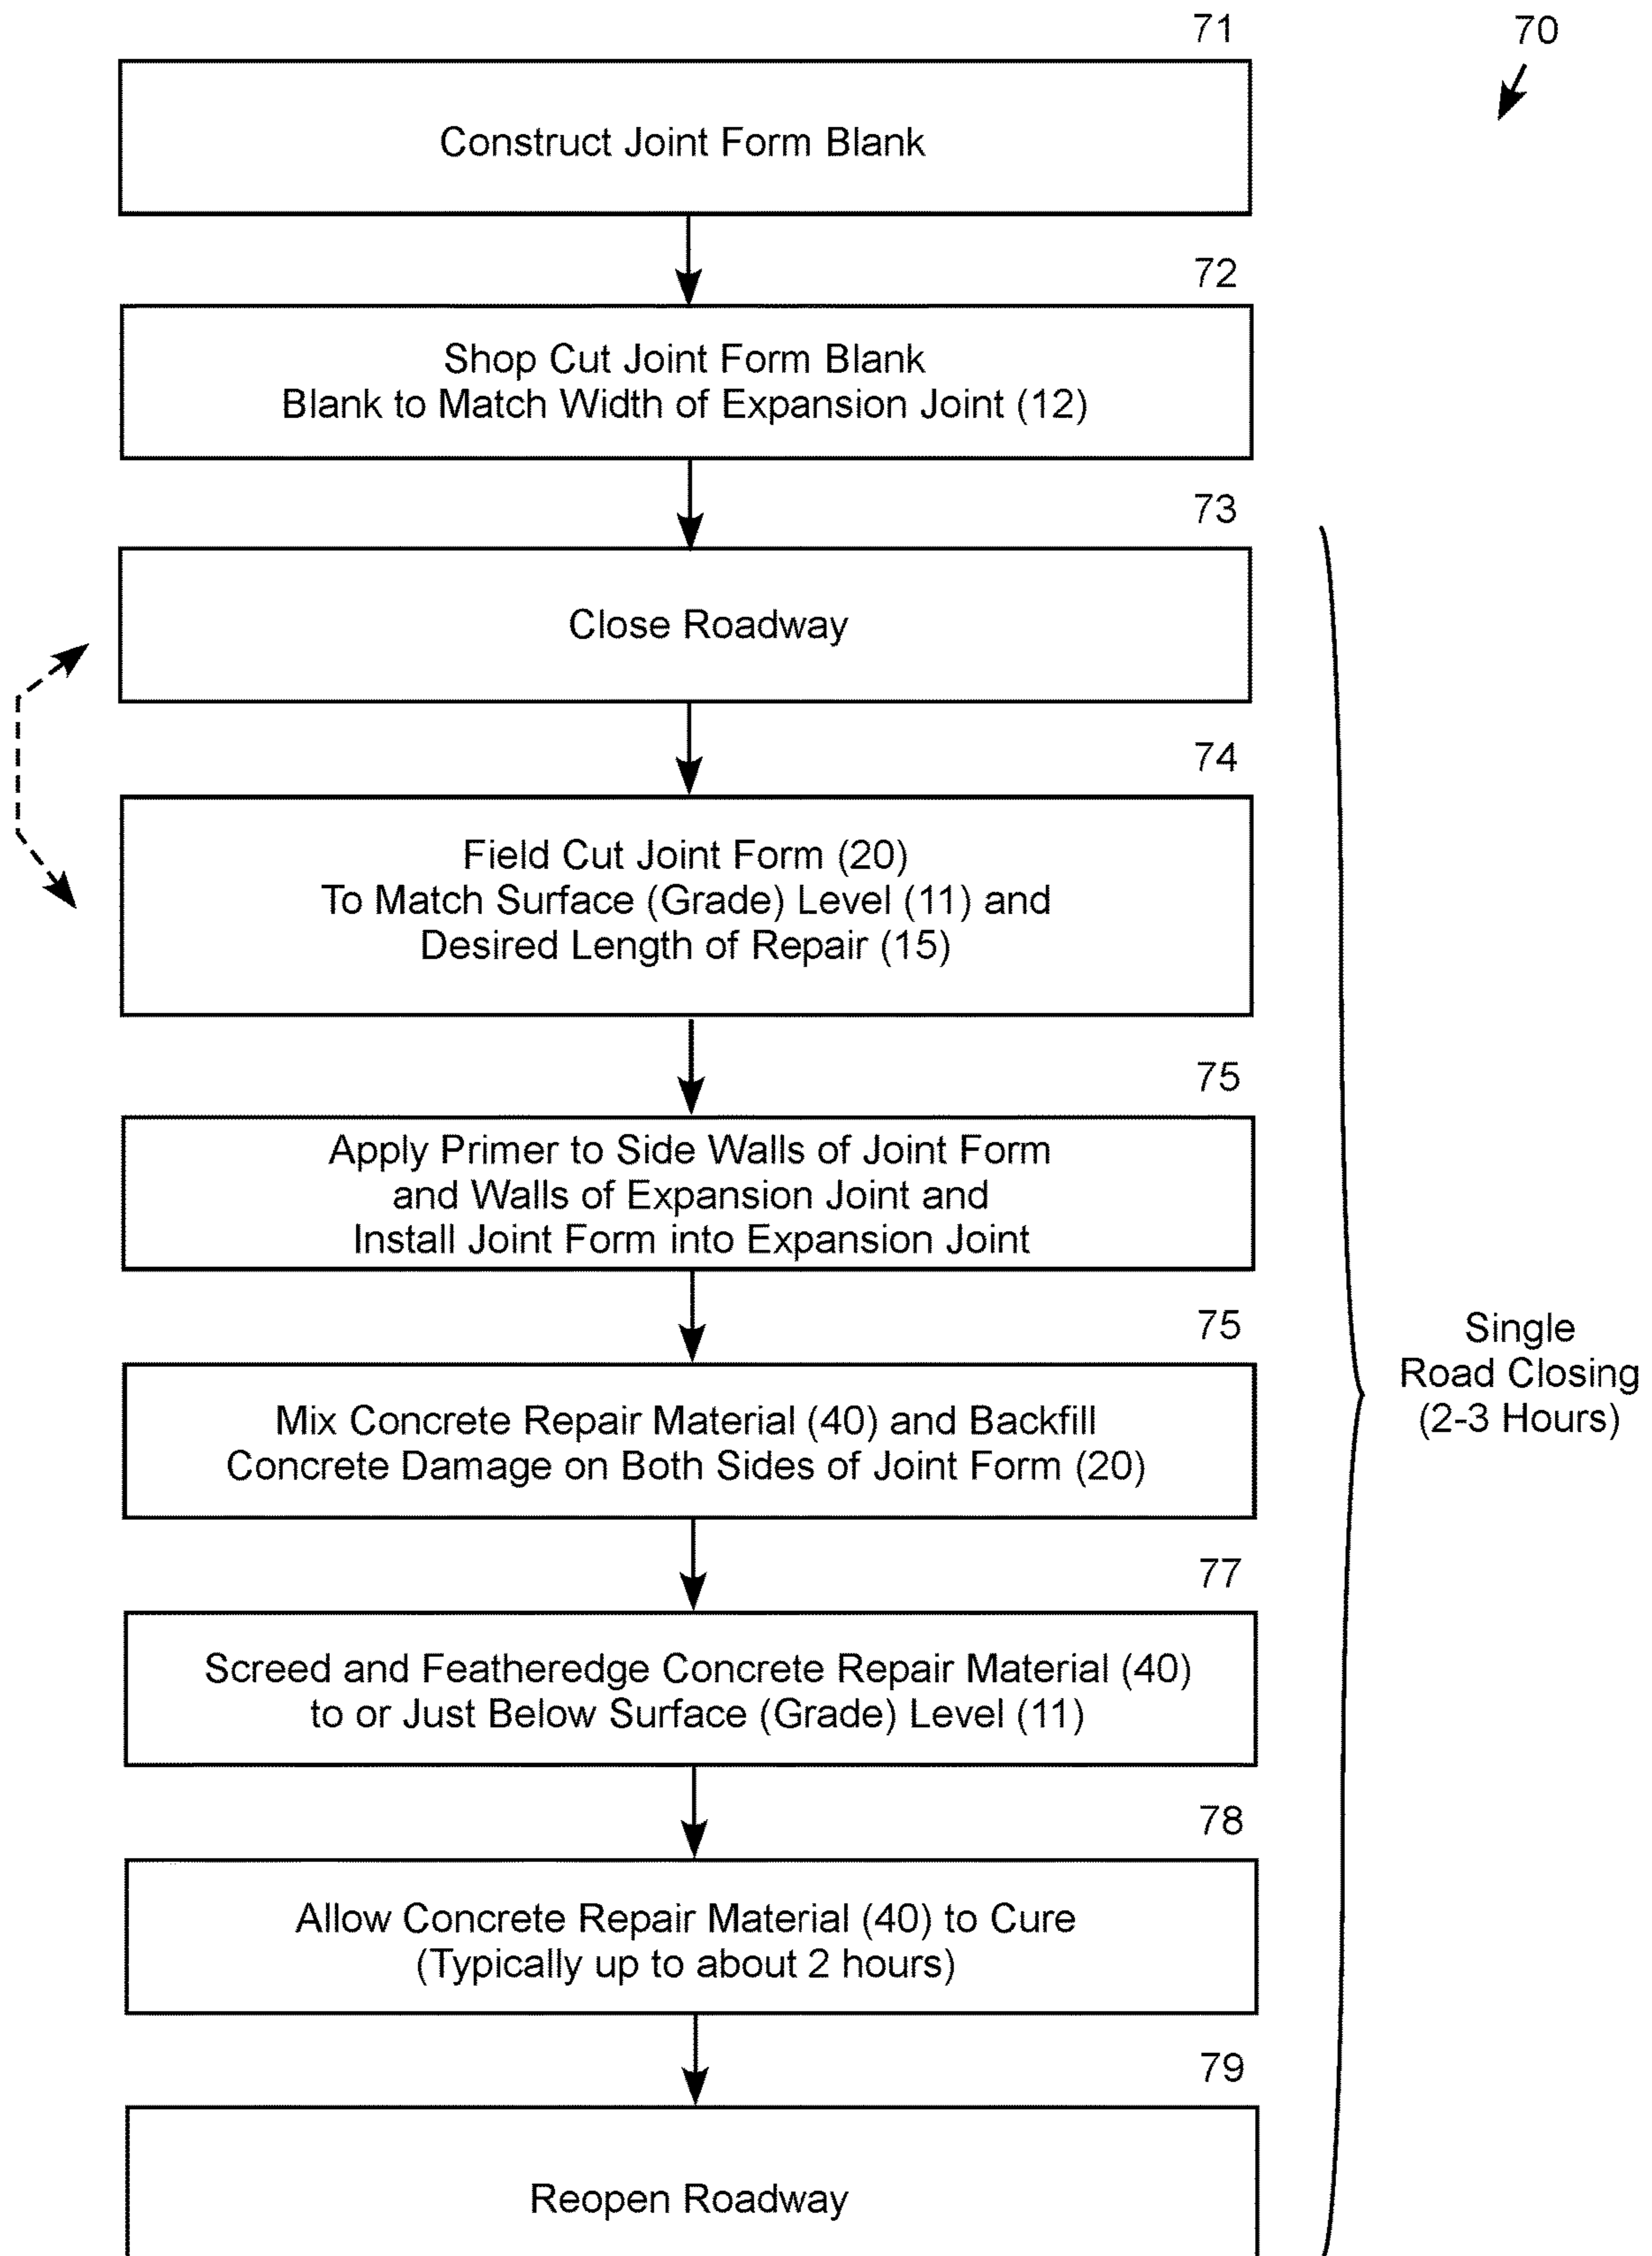 71
70
Construct Joint Form Blank
72
Shop Cut Joint Form Blank
Blank to Match Width of Expansion Joint (12)
73
Close Roadway
74
Field Cut Joint Form (20)
To Match Surface (Grade) Level (11) and
Desired Length of Repair (15)
75
Apply Primer to Side Walls of Joint Form
and Walls of Expansion Joint and
Install Joint Form into Expansion Joint
75
Mix Concrete Repair Material (40) and Backfill
Concrete Damage on Both Sides of Joint Form (20)
77
Screed and Featheredge Concrete Repair Material (40)
to or Just Below Surface (Grade) Level (11)
78
Allow Concrete Repair Material (40) to Cure
(Typically up to about 2 hours)
79
Reopen Roadway
Single
Road Closing
(2-3 Hours)